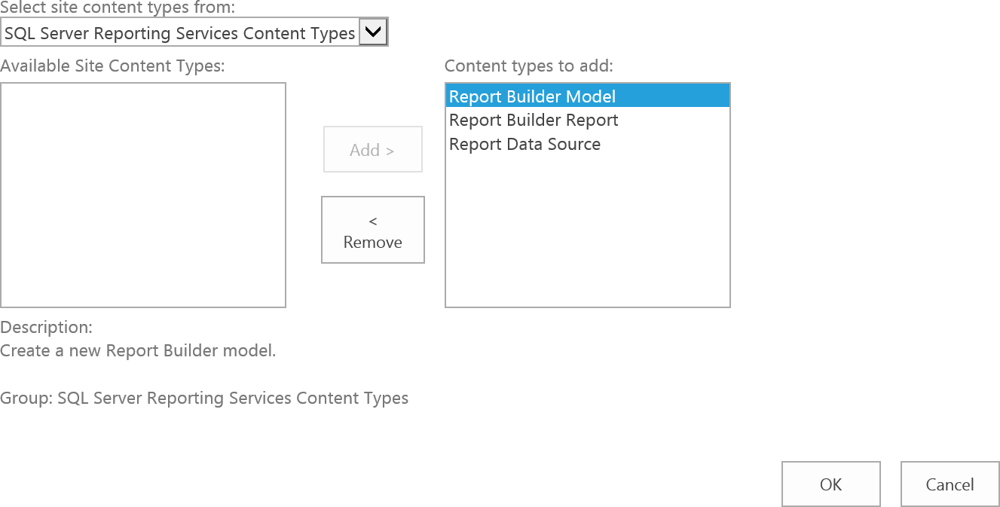 Select site content types from:
SQL Server Reporting Services Content Types
Available Site Content Types:
Content types to add:
Report Builder Model
Report Builder Report
Report Data Source
Add >
<
Remove
Description:
Create a new Report Builder model.
Group: SQL Server Reporting Services Content Types
OK
Cancel